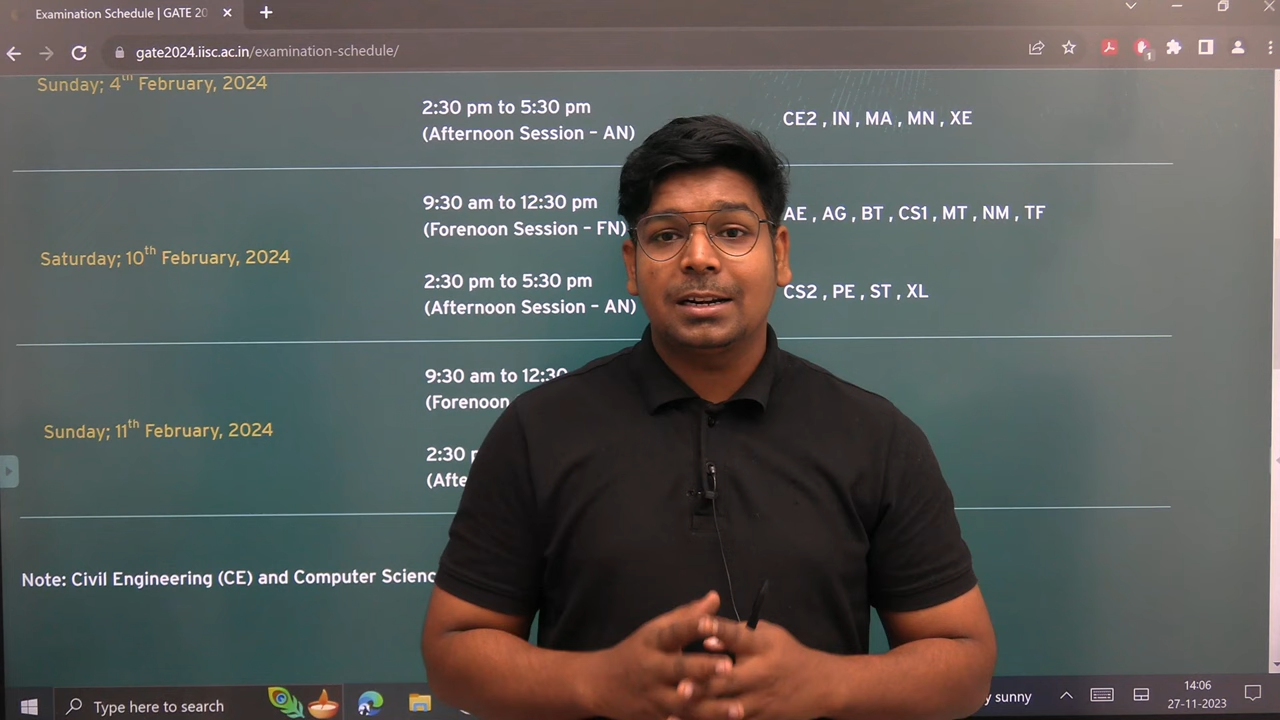 Examination Schedule | GATE 20
gate2024.iisc.ac.in/examination-schedule/
1
Sunday; 4th February, 2024
2:30 pm to 5:30 pm
(Afternoon Session – AN)
CE2 , IN , MA , MN , XE
9:30 am to 12:30 pm
(Forenoon Session – FN)
AE , AG , BT , CS1 , MT , NM , TF
Saturday; 10th February, 2024
2:30 pm to 5:30 pm
(Afternoon Session – AN)
CS2 , PE , ST , XL
9:30 am to 12:30
(Forenoon
Sunday; 11th February, 2024
2:30 p
(Afte
Note: Civil Engineering (CE) and Computer Scienc
Type here to search
y sunny
14:06
27-11-2023